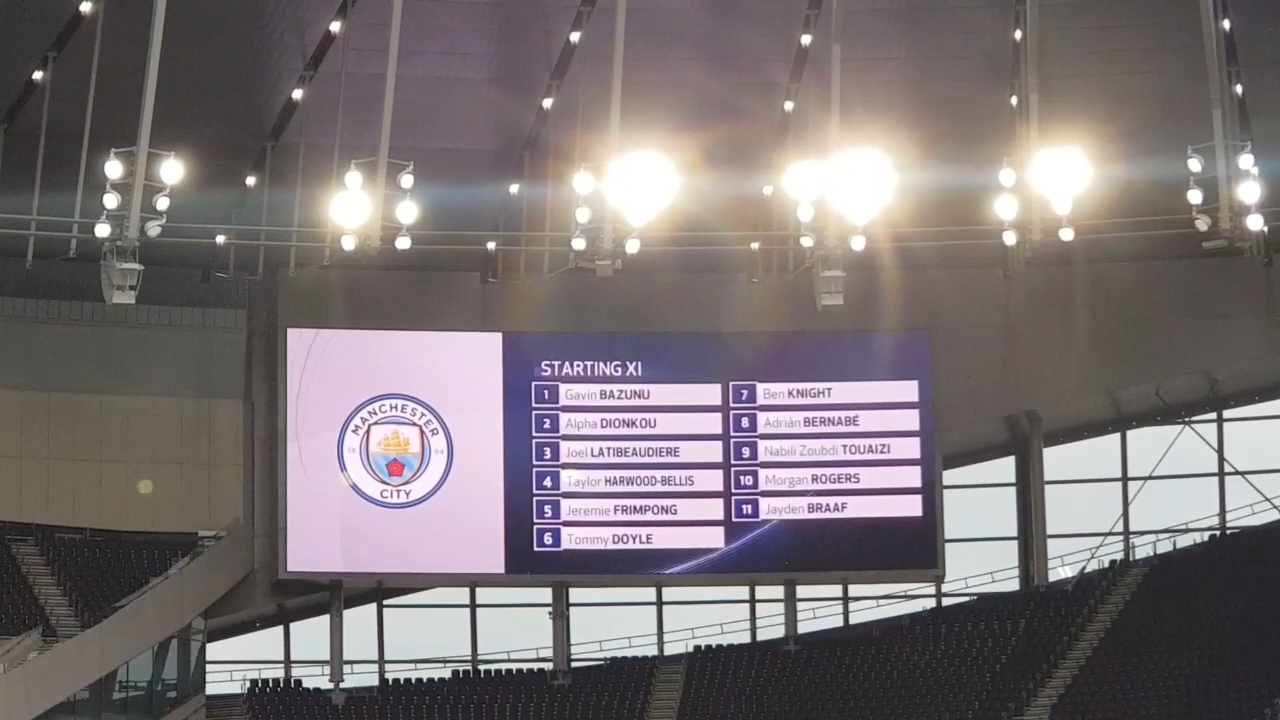 MANCHESTER
18 94
CITY
STARTING XI
1 Gavin BAZUNU
2 Alpha DIONKOU
3 Joel LATIBEAUDIERE
4 Taylor HARWOOD-BELLIS
5 Jeremie FRIMPONG
6 Tommy DOYLE
7 Ben KNIGHT
8 Adrián BERNABÉ
9 Nabili Zoubdi TOUAIZI
10 Morgan ROGERS
11 Jayden BRAAF